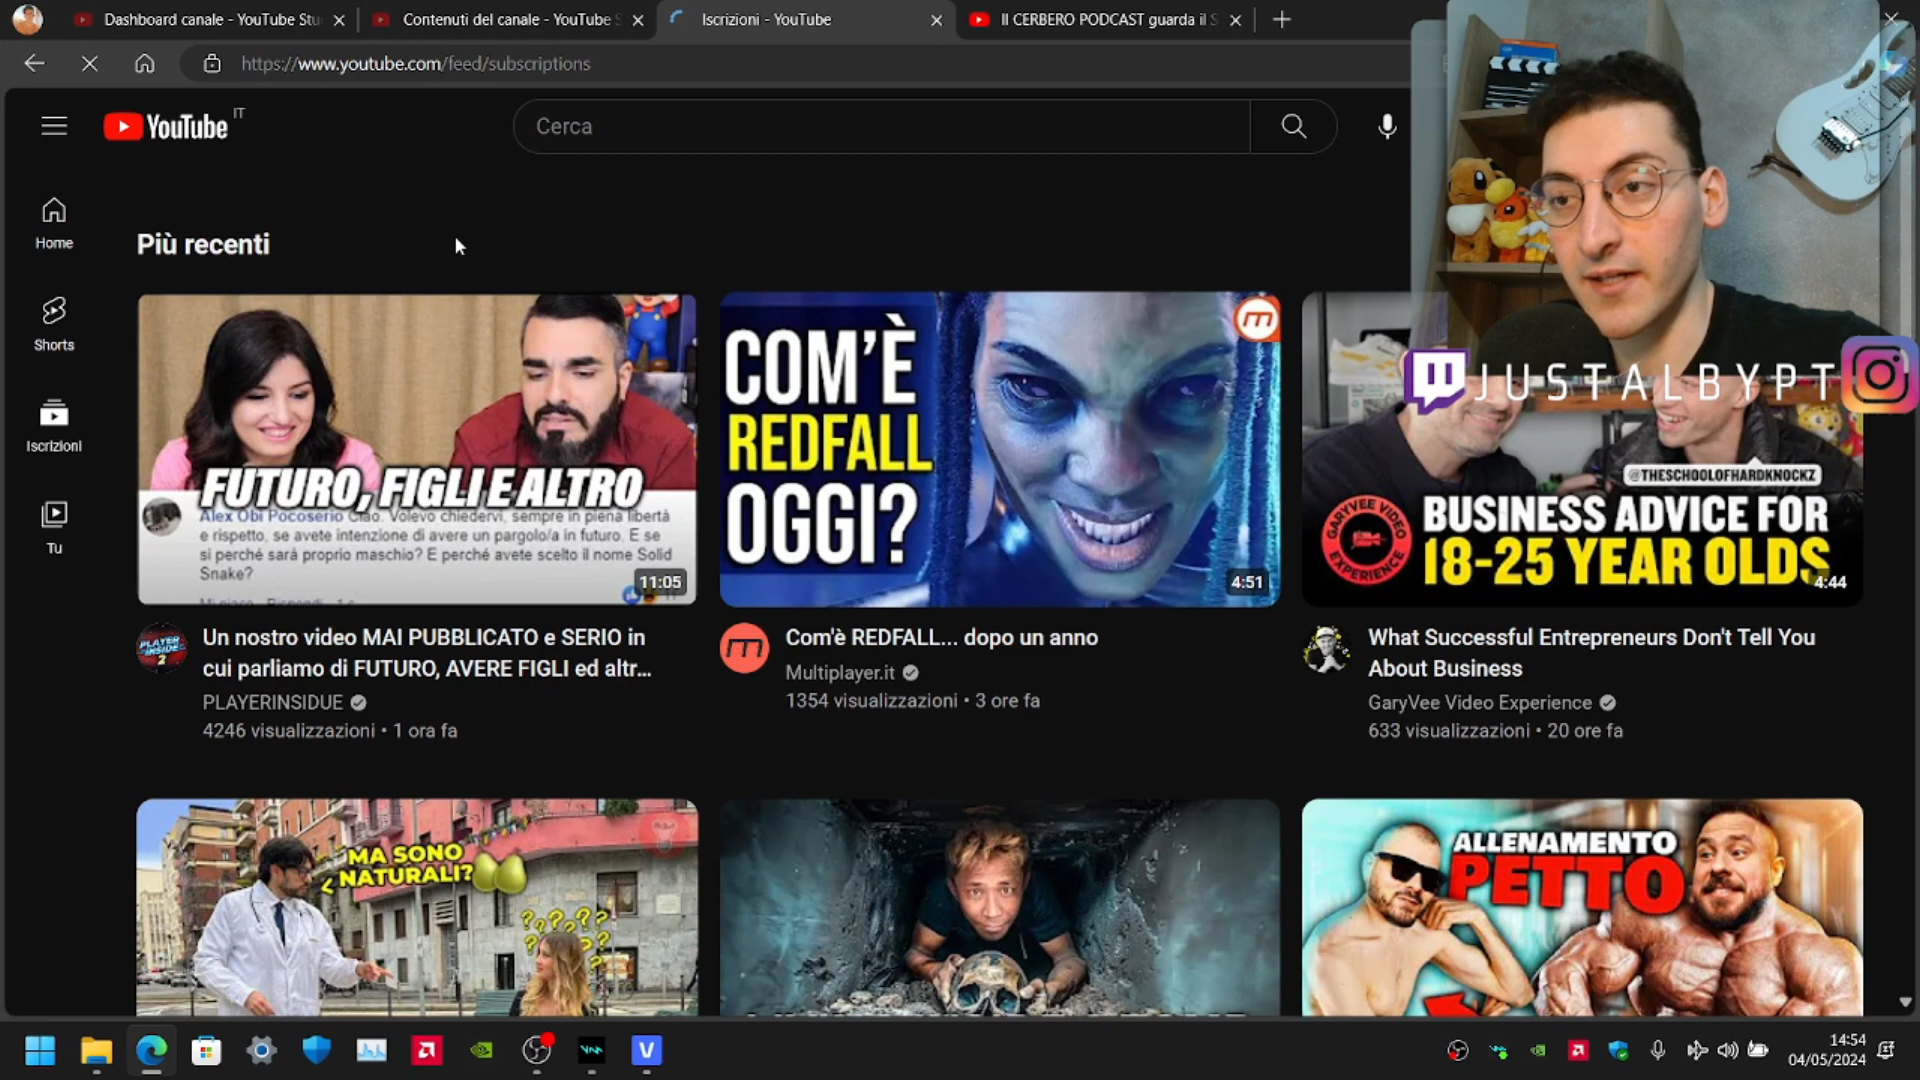 Dashboard canale - YouTube Stu
Contenuti del canale - YouTube S
Iscrizioni - YouTube
Il CERBERO PODCAST guarda il S
https://www.youtube.com/feed/subscriptions
YouTube IT
Cerca
Home
Shorts
Iscrizioni
Tu
Più recenti
FUTURO, FIGLI E ALTRO
Alex Obi Pocoserio Ciao. Volevo chiedervi, sempre in piena libertà
e rispetto, se avete intenzione di avere un pargolo/a in futuro. E se
si perché sarà proprio maschio? E perché avete scelto il nome Solid
Snake?
Mi piace Rispondi
11:05
PLAYER INSIDE 2
Un nostro video MAI PUBBLICATO e SERIO in
cui parliamo di FUTURO, AVERE FIGLI ed altr...
PLAYERINSIDUE
4246 visualizzazioni • 1 ora fa
COM'È
REDFALL
OGGI?
m
4:51
m
Com'è REDFALL... dopo un anno
Multiplayer.it
1354 visualizzazioni • 3 ore fa
JUSTALBYPT
@THESCHOOLOFHARDKNOCKZ
GARYVEE VIDEO EXPERIENCE
BUSINESS ADVICE FOR
18-25 YEAR OLDS
4:44
What Successful Entrepreneurs Don't Tell You
About Business
GaryVee Video Experience
633 visualizzazioni • 20 ore fa
MA SONO
NATURALI?
?????
??
?
ALLENAMENTO
PETTO
V
14:54
04/05/2024